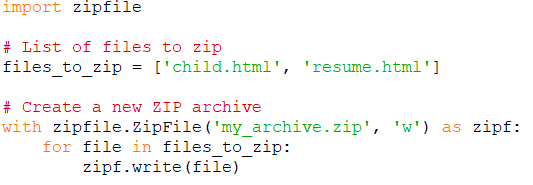 import zipfile

# List of files to zip
files_to_zip = ['child.html', 'resume.html']

# Create a new ZIP archive
with zipfile.ZipFile('my_archive.zip', 'w') as zipf:
    for file in files_to_zip:
        zipf.write(file)